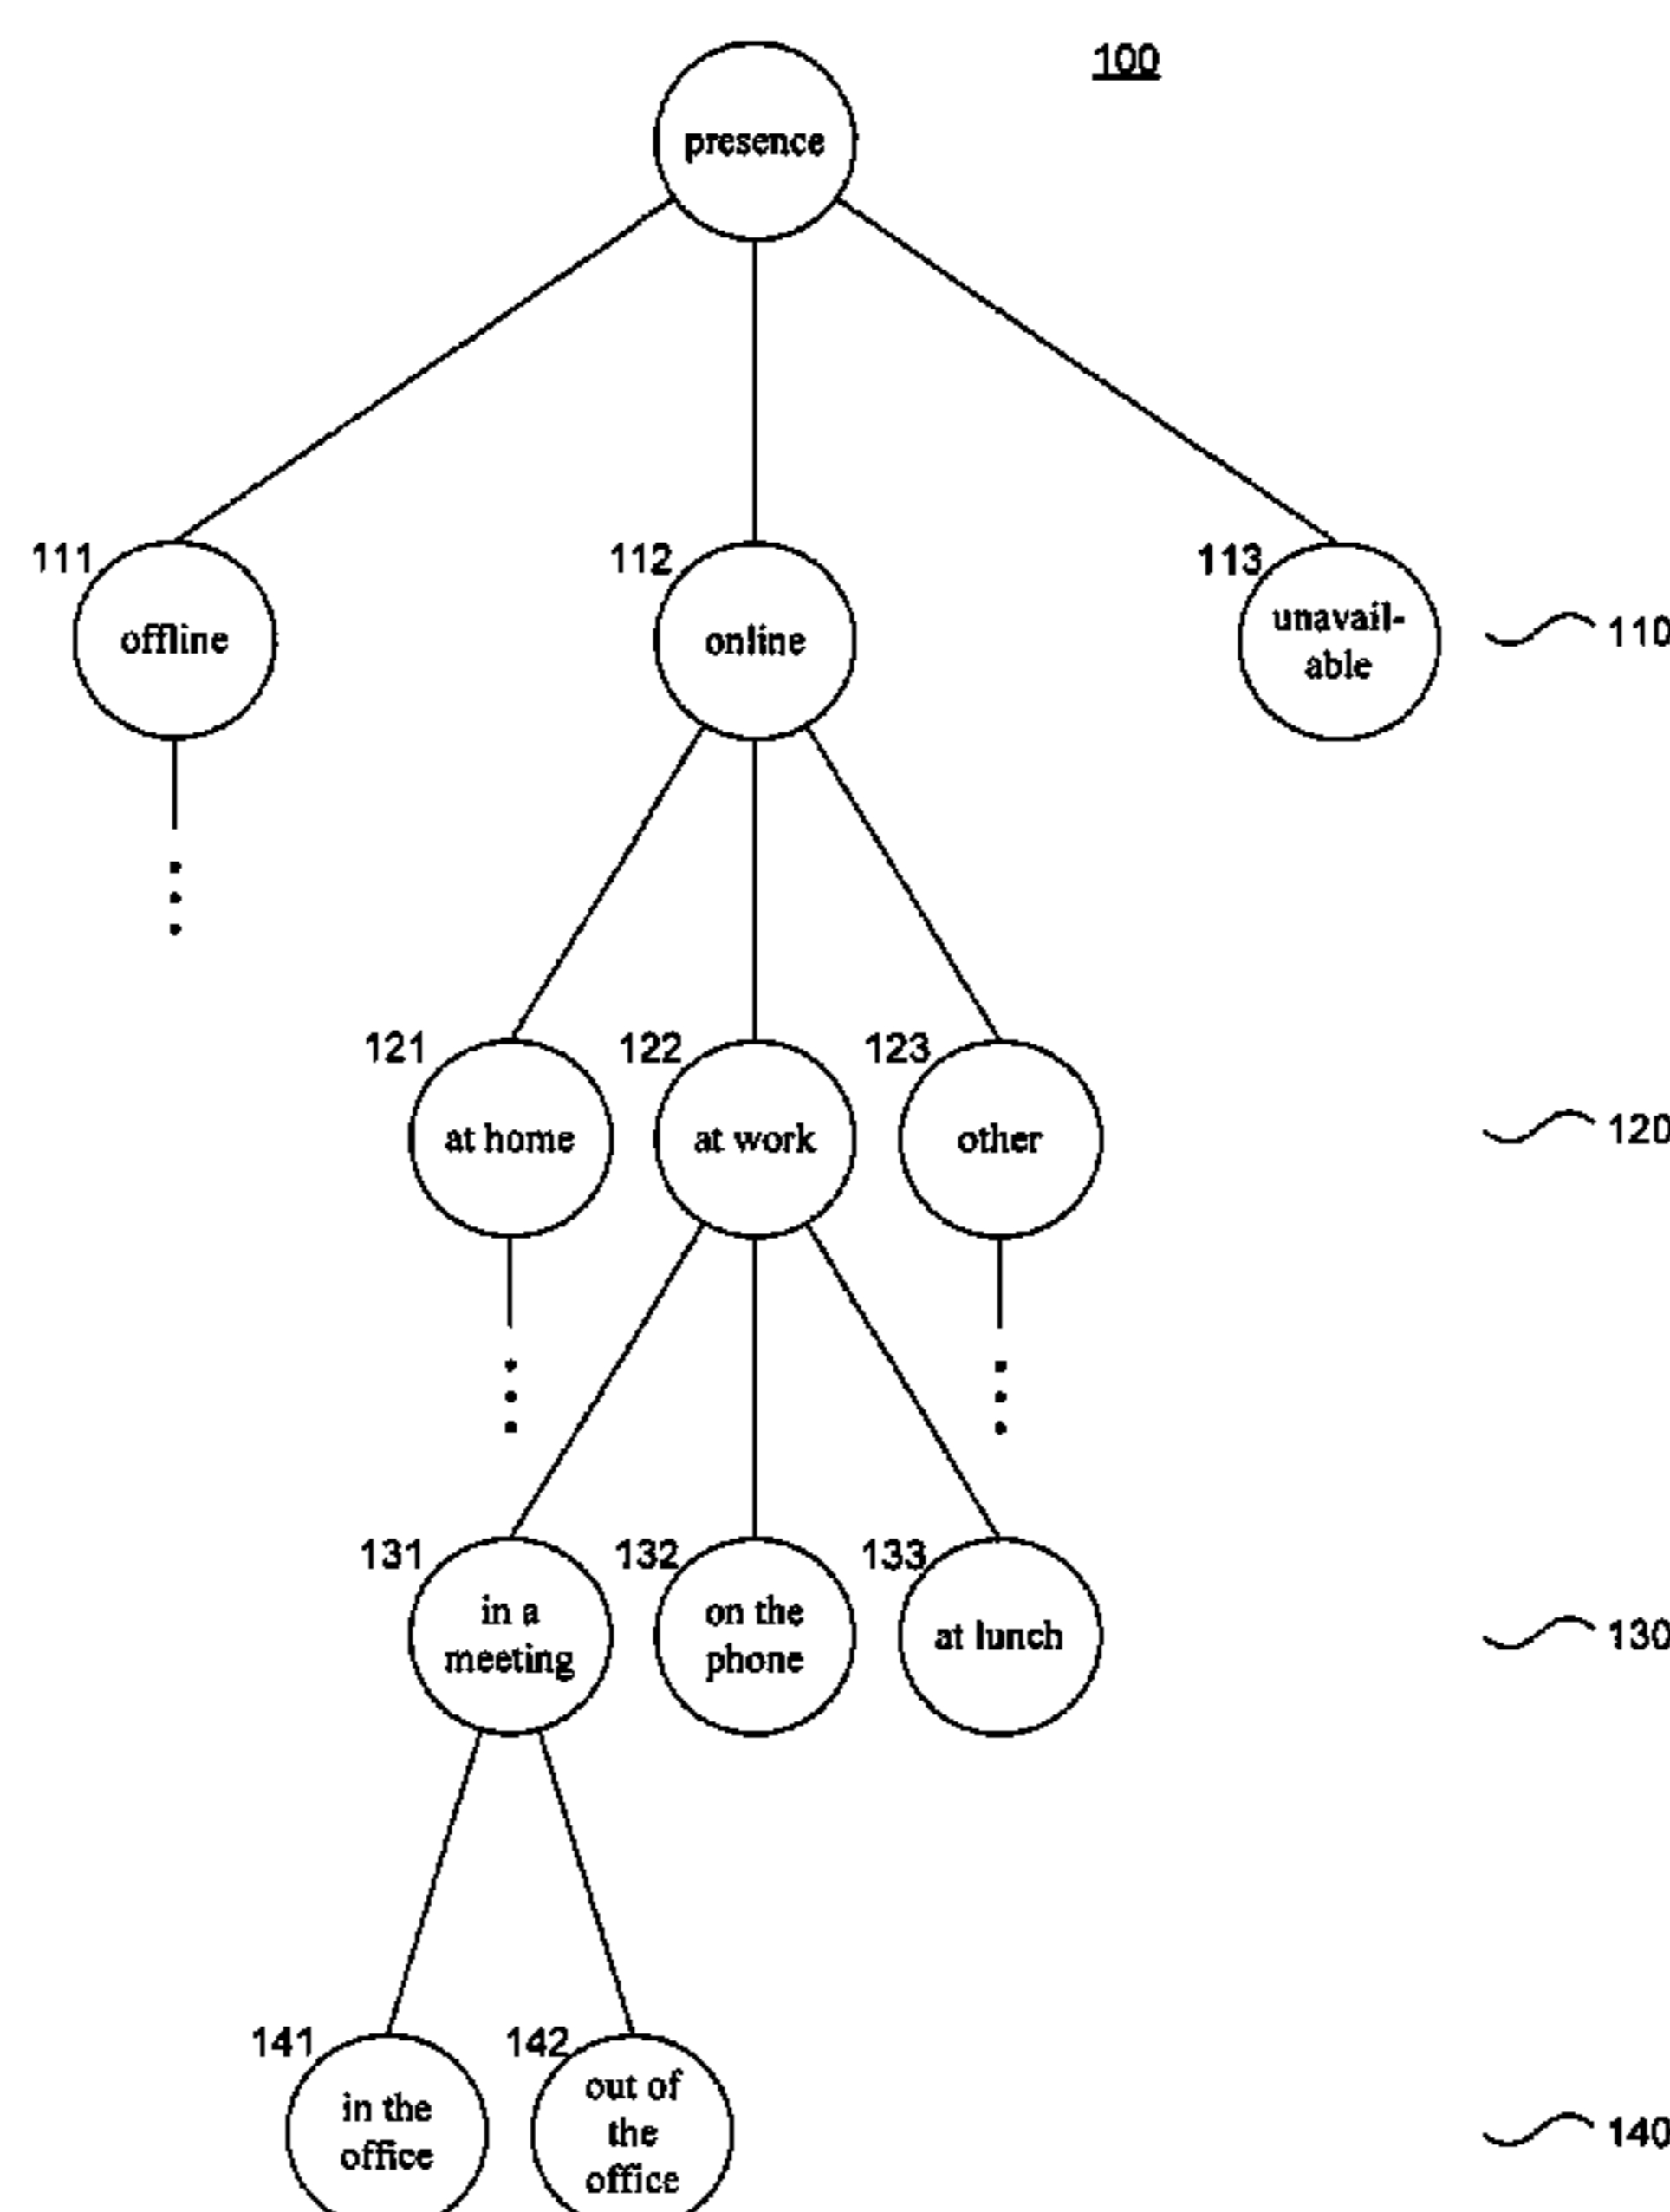 100
presence
111
112
113
offline
online
unavail-
able
110
121
122
123
at home
at work
other
120
131
132
133
in a
meeting
on the
phone
at lunch
130
141
142
in the
office
out of
the
office
140